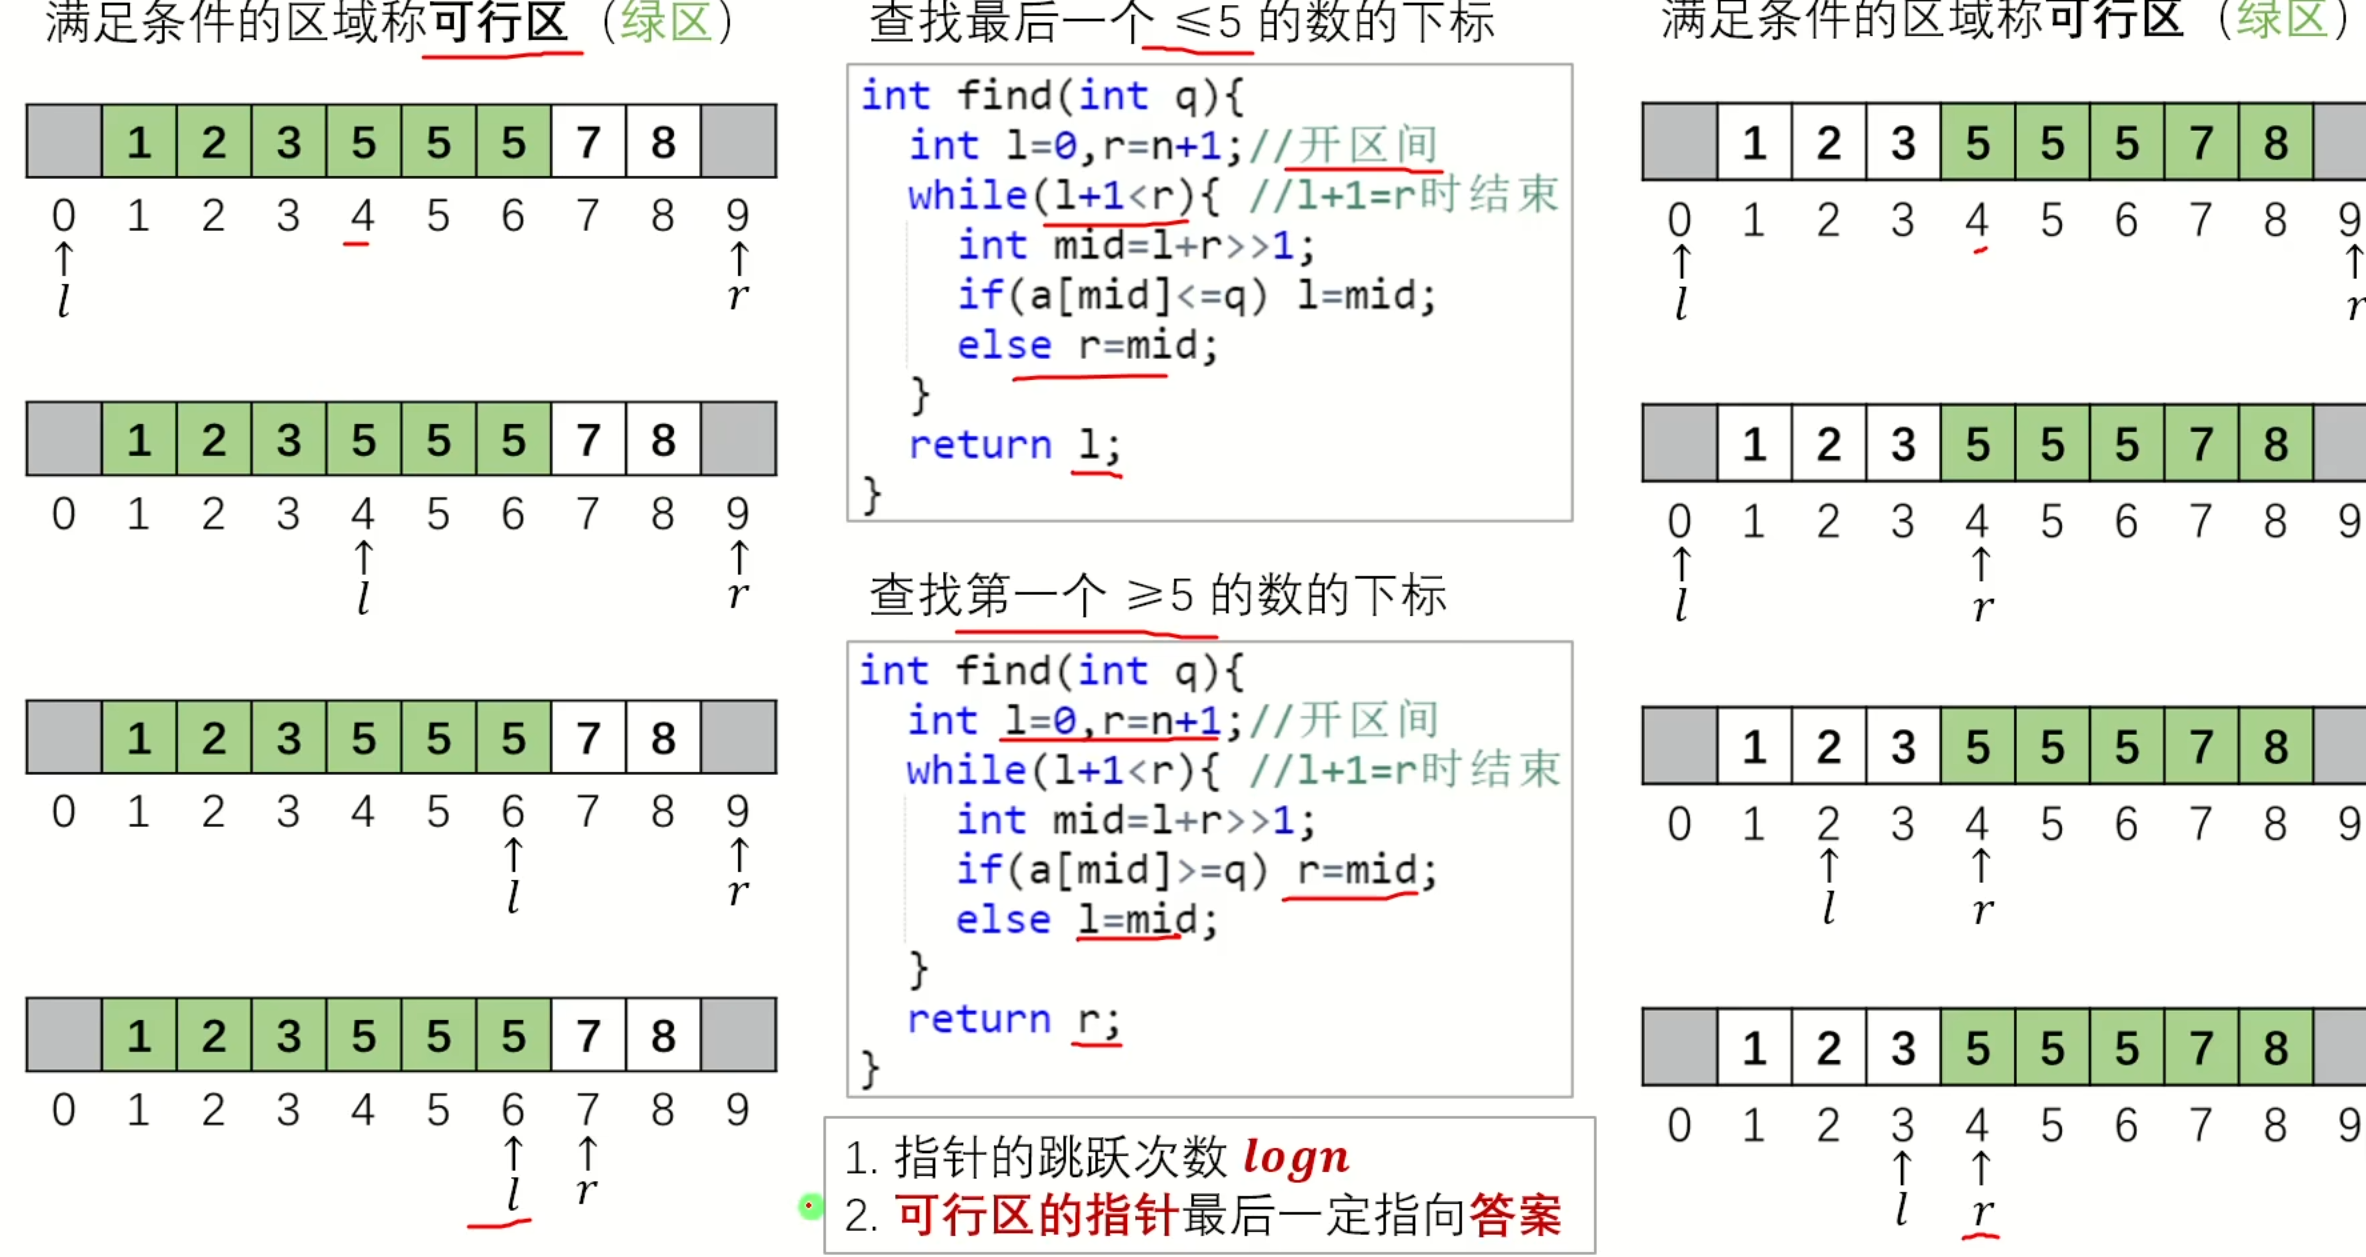 满足条件的区域称可行区（绿区）
1 2 3 5 5 5 7 8
0 1 2 3 4 5 6 7 8 9
l r
1 2 3 5 5 5 7 8
0 1 2 3 4 5 6 7 8 9
l r
1 2 3 5 5 5 7 8
0 1 2 3 4 5 6 7 8 9
l r
1 2 3 5 5 5 7 8
0 1 2 3 4 5 6 7 8 9
l r
查找最后一个 ≤5 的数的下标
int find(int q){
int l=0,r=n+1;//开区间
while(l+1<r){ //l+1=r时结束
int mid=l+r>>1;
if(a[mid]<=q) l=mid;
else r=mid;
}
return l;
}
查找第一个 ≥5 的数的下标
int find(int q){
int l=0,r=n+1;//开区间
while(l+1<r){ //l+1=r时结束
int mid=l+r>>1;
if(a[mid]>=q) r=mid;
else l=mid;
}
return r;
}
1. 指针的跳跃次数 logn
2. 可行区的指针最后一定指向答案
满足条件的区域称可行区（绿区）
1 2 3 5 5 5 7 8
0 1 2 3 4 5 6 7 8 9
l r
1 2 3 5 5 5 7 8
0 1 2 3 4 5 6 7 8 9
l r
1 2 3 5 5 5 7 8
0 1 2 3 4 5 6 7 8 9
l r
1 2 3 5 5 5 7 8
0 1 2 3 4 5 6 7 8 9
l r